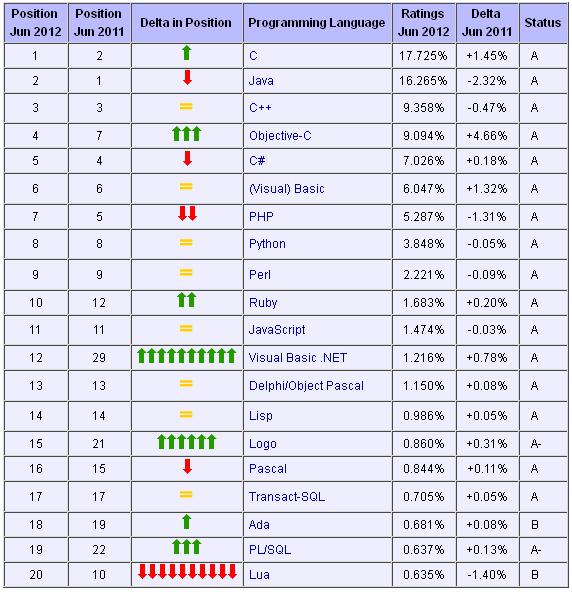 Position Jun 2012 Position Jun 2011 Delta in Position Programming Language Ratings Jun 2012 Delta Jun 2011 Status
1 2 C 17.725% +1.45% A
2 1 Java 16.265% -2.32% A
3 3 = C++ 9.358% -0.47% A
4 7 Objective-C 9.094% +4.66% A
5 4 C# 7.026% +0.18% A
6 6 = (Visual) Basic 6.047% +1.32% A
7 5 PHP 5.287% -1.31% A
8 8 = Python 3.848% -0.05% A
9 9 = Perl 2.221% -0.09% A
10 12 Ruby 1.683% +0.20% A
11 11 = JavaScript 1.474% -0.03% A
12 29 Visual Basic .NET 1.216% +0.78% A-
13 13 = Delphi/Object Pascal 1.150% +0.08% A
14 14 = Lisp 0.986% +0.05% A
15 21 Logo 0.860% +0.31% A-
16 15 Pascal 0.844% +0.11% A
17 17 = Transact-SQL 0.705% +0.05% A
18 19 Ada 0.681% +0.08% B
19 22 PL/SQL 0.637% +0.13% A-
20 10 Lua 0.635% -1.40% B